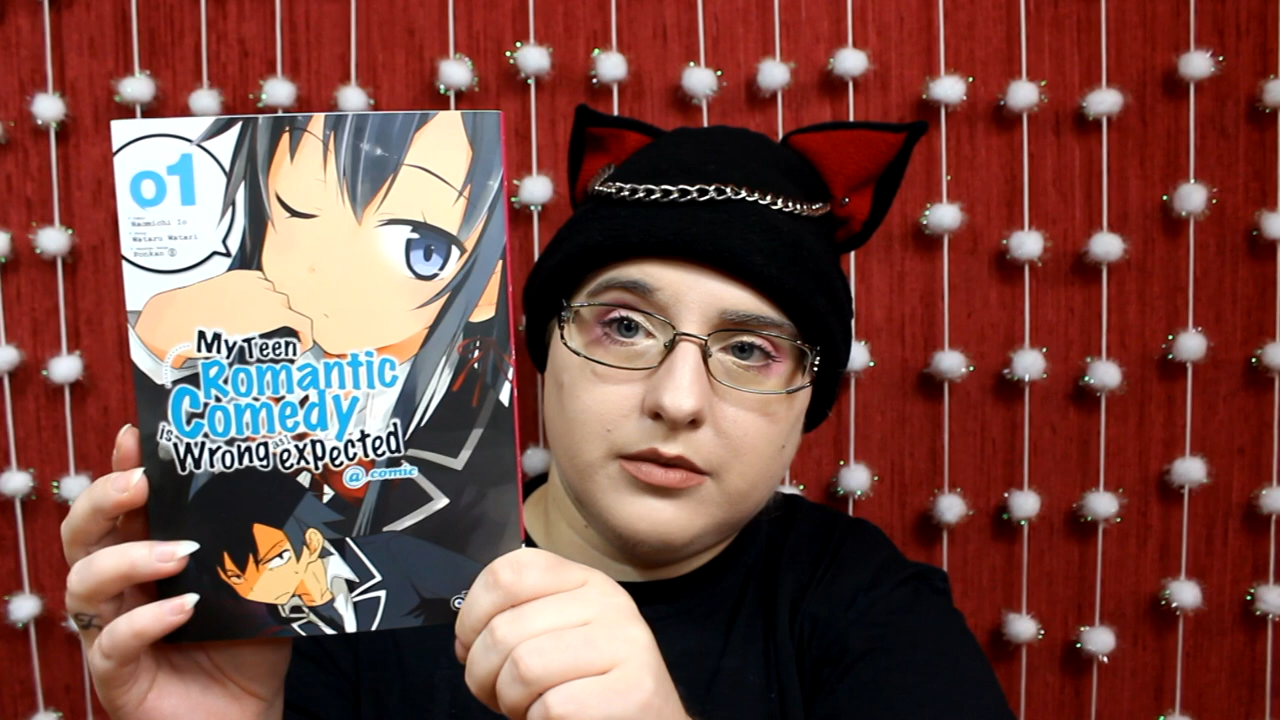 01
Naomichi Io
Wataru Watari
Ponkan ⑧
My Teen
Romantic
Comedy
is Wrong as I expected
@ comic